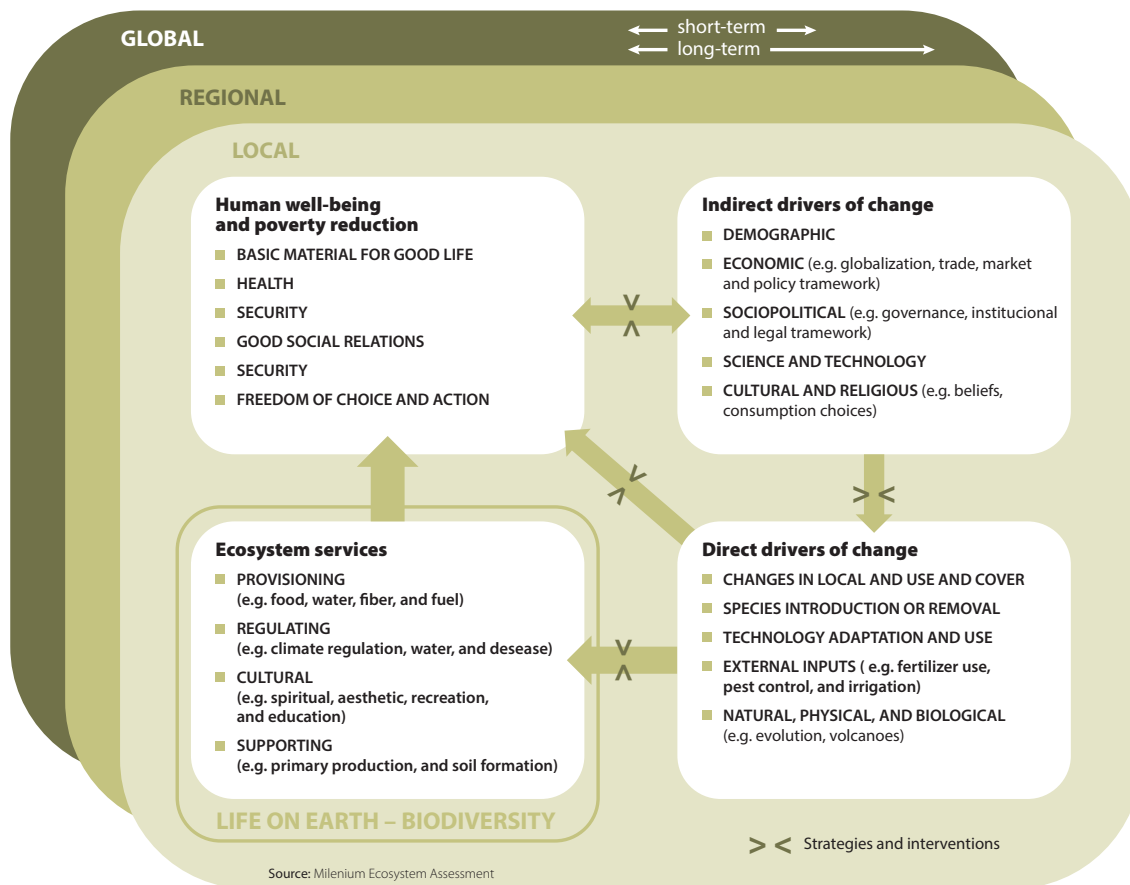 GLOBAL
short-term
long-term
REGIONAL
LOCAL
Human well-being
and poverty reduction
BASIC MATERIAL FOR GOOD LIFE
HEALTH
SECURITY
GOOD SOCIAL RELATIONS
SECURITY
FREEDOM OF CHOICE AND ACTION
Indirect drivers of change
DEMOGRAPHIC
ECONOMIC (e.g. globalization, trade, market
and policy tramework)
SOCIOPOLITICAL (e.g. governance, institucional
and legal tramework)
SCIENCE AND TECHNOLOGY
CULTURAL AND RELIGIOUS (e.g. beliefs,
consumption choices)
Ecosystem services
PROVISIONING
(e.g. food, water, fiber, and fuel)
REGULATING
(e.g. climate regulation, water, and desease)
CULTURAL
(e.g. spiritual, aesthetic, recreation,
and education)
SUPPORTING
(e.g. primary production, and soil formation)
LIFE ON EARTH – BIODIVERSITY
Direct drivers of change
CHANGES IN LOCAL AND USE AND COVER
SPECIES INTRODUCTION OR REMOVAL
TECHNOLOGY ADAPTATION AND USE
EXTERNAL INPUTS ( e.g. fertilizer use,
pest control, and irrigation)
NATURAL, PHYSICAL, AND BIOLOGICAL
(e.g. evolution, volcanoes)
> < Strategies and interventions
Source: Milenium Ecosystem Assessment